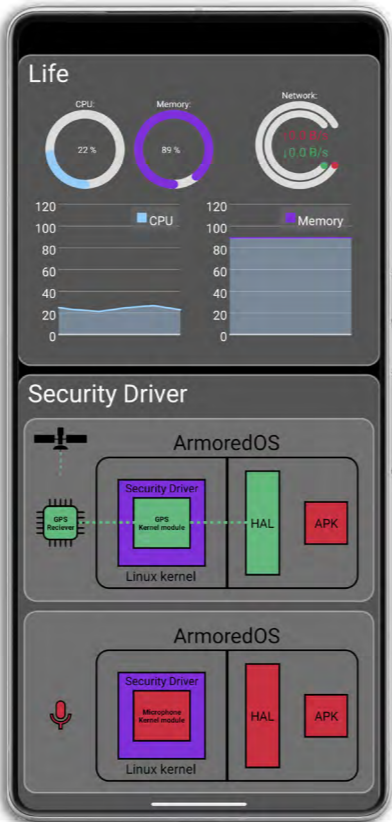 Life
CPU:
Memory:
Network:
22 %
89 %
↑0.0 B/s
↓0.0 B/s
120
100
80
60
40
20
0
CPU
120
100
80
60
40
20
0
Memory
Security Driver
ArmoredOS
GPS
Reciever
Security Driver
GPS
Kernel module
Linux kernel
HAL
APK
ArmoredOS
Security Driver
Microphone
Kernel module
Linux kernel
HAL
APK